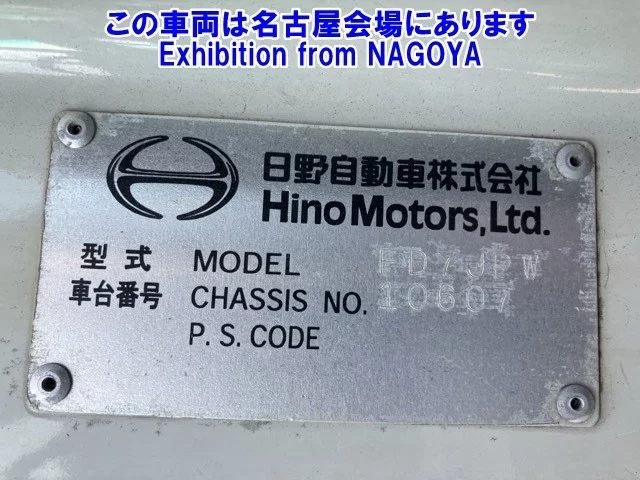 この車両は名古屋会場にあります
Exhibition from NAGOYA
日野自動車株式会社
Hino Motors, Ltd.
型式 MODEL FD7JPW
車台番号 CHASSIS NO. 10607
P. S. CODE